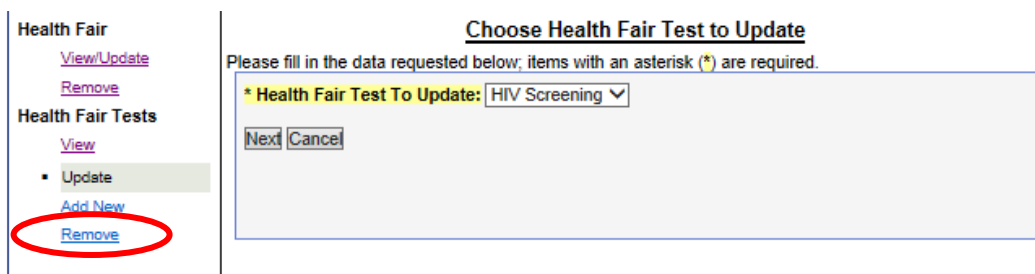 Health Fair
View/Update
Remove
Health Fair Tests
View
Update
Add New
Remove
Choose Health Fair Test to Update
Please fill in the data requested below; items with an asterisk (*) are required.
* Health Fair Test To Update: HIV Screening
Next Cancel